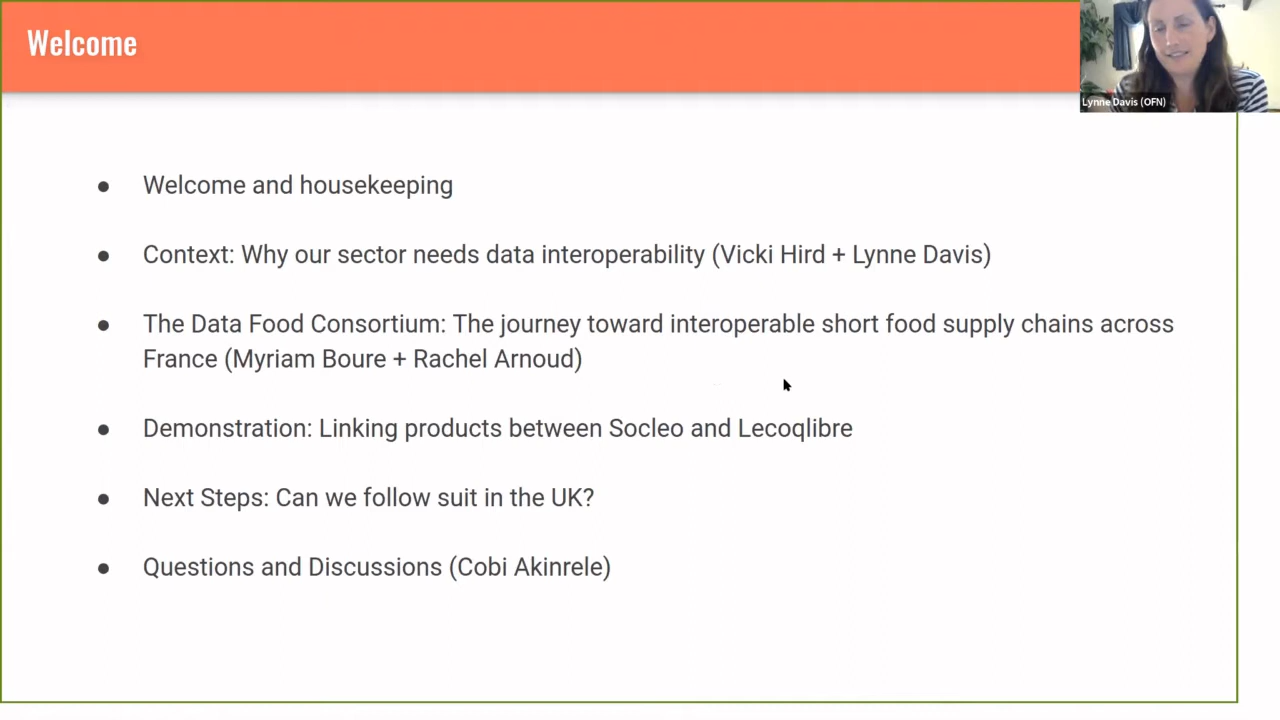 Welcome
Lynne Davis (OFN)
● Welcome and housekeeping
● Context: Why our sector needs data interoperability (Vicki Hird + Lynne Davis)
● The Data Food Consortium: The journey toward interoperable short food supply chains across
France (Myriam Boure + Rachel Arnoud)
● Demonstration: Linking products between Socleo and Lecoqlibre
● Next Steps: Can we follow suit in the UK?
● Questions and Discussions (Cobi Akinrele)